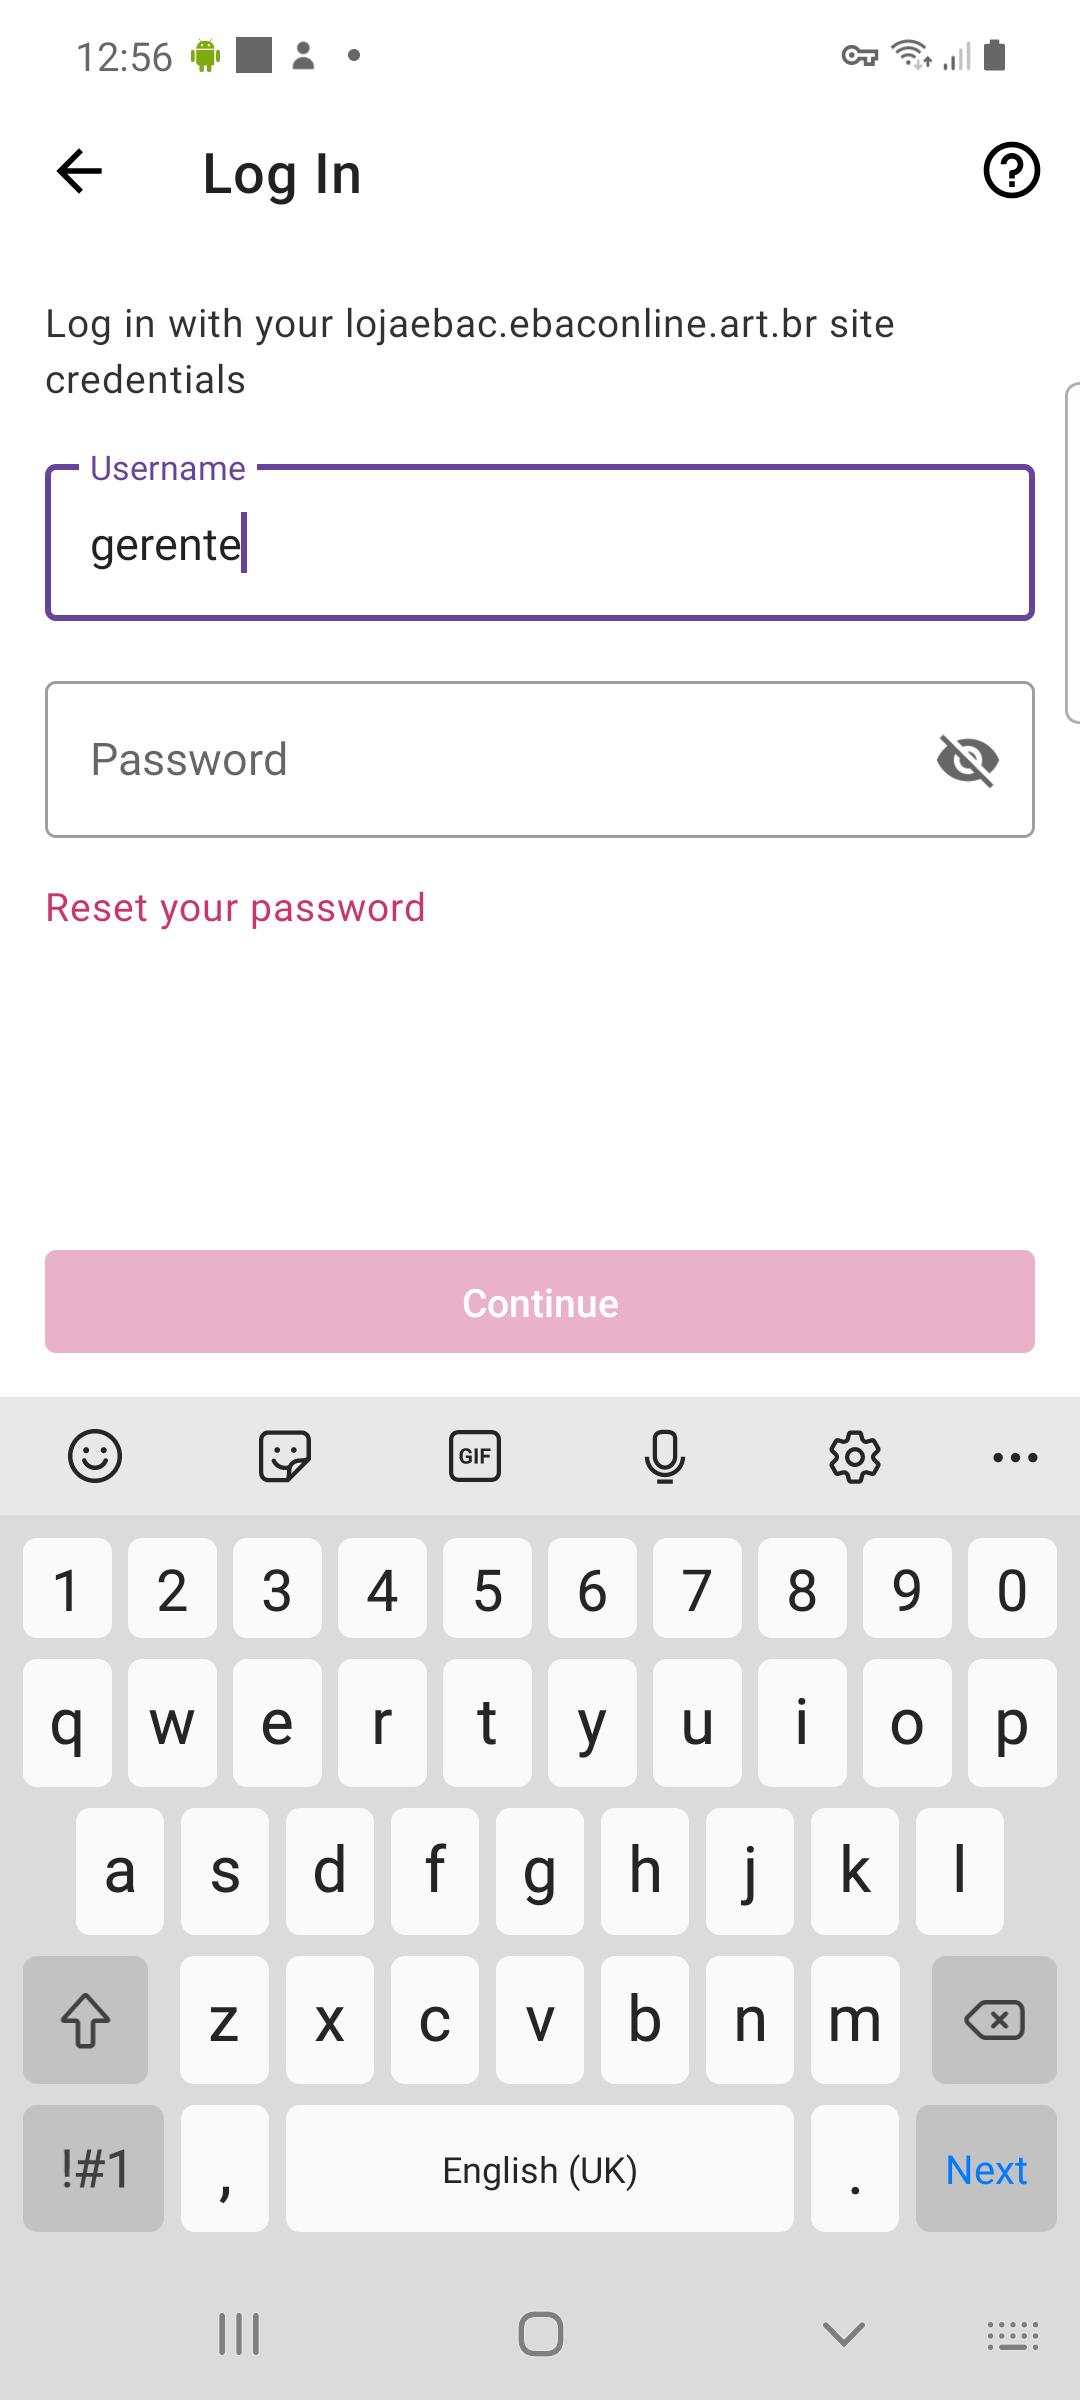 12:56
Log In
Log in with your lojaebac.ebaconline.art.br site
credentials
Username
gerente
Password
Reset your password
Continue
GIF
1 2 3 4 5 6 7 8 9 0
q w e r t y u i o p
a s d f g h j k l
z x c v b n m
!#1 , English (UK) . Next